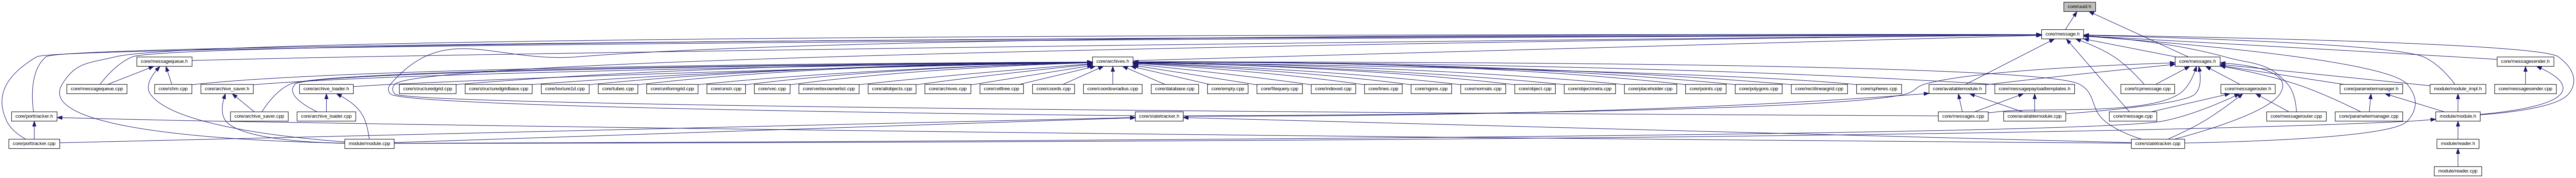 core/uuid.h
core/message.h
core/messagequeue.h
core/archives.h
core/messages.h
core/messagesender.h
core/messagequeue.cpp
core/shm.cpp
core/archive_saver.h
core/archive_loader.h
core/structuredgrid.cpp
core/structuredgridbase.cpp
core/texture1d.cpp
core/tubes.cpp
core/uniformgrid.cpp
core/unstr.cpp
core/vec.cpp
core/vertexownerlist.cpp
core/allobjects.cpp
core/archives.cpp
core/celltree.cpp
core/coords.cpp
core/coordswradius.cpp
core/database.cpp
core/empty.cpp
core/filequery.cpp
core/indexed.cpp
core/lines.cpp
core/ngons.cpp
core/normals.cpp
core/object.cpp
core/objectmeta.cpp
core/placeholder.cpp
core/points.cpp
core/polygons.cpp
core/rectilineargrid.cpp
core/spheres.cpp
core/availablemodule.h
core/messagepayloadtemplates.h
core/tcpmessage.cpp
core/messagerouter.h
core/parametermanager.h
module/module_impl.h
core/messagesender.cpp
core/porttracker.h
core/archive_saver.cpp
core/archive_loader.cpp
core/statetracker.h
core/messages.cpp
core/availablemodule.cpp
core/message.cpp
core/messagerouter.cpp
core/parametermanager.cpp
module/module.h
core/porttracker.cpp
module/module.cpp
core/statetracker.cpp
module/reader.h
module/reader.cpp